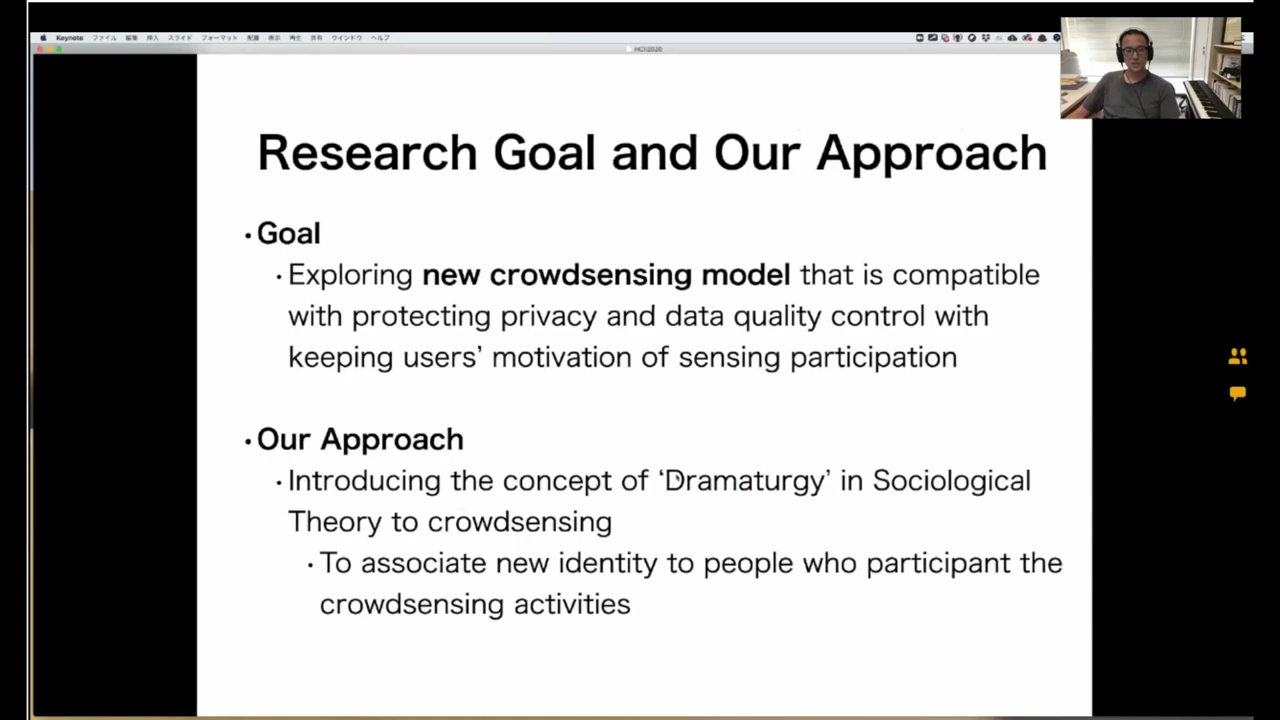 Keynote ファイル 編集 挿入 スライド フォーマット 配置 表示 再生 共有 ウインドウ ヘルプ
HCII2020
Research Goal and Our Approach
• Goal
• Exploring new crowdsensing model that is compatible
with protecting privacy and data quality control with
keeping users’ motivation of sensing participation
• Our Approach
• Introducing the concept of ‘Dramaturgy’ in Sociological
Theory to crowdsensing
• To associate new identity to people who participant the
crowdsensing activities